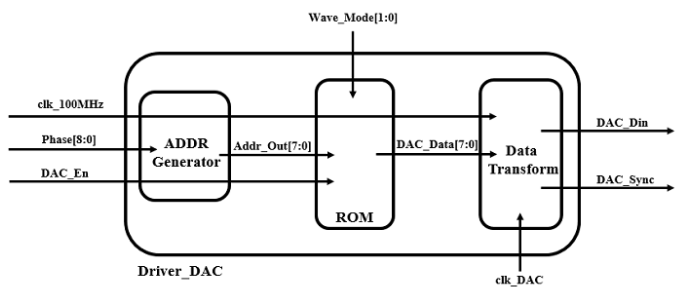 Wave_Mode[1:0]
clk_100MHz
Phase[8:0]
DAC_En
ADDR
Generator
Addr_Out[7:0]
ROM
DAC_Data[7:0]
Data
Transform
DAC_Din
DAC_Sync
Driver_DAC
clk_DAC